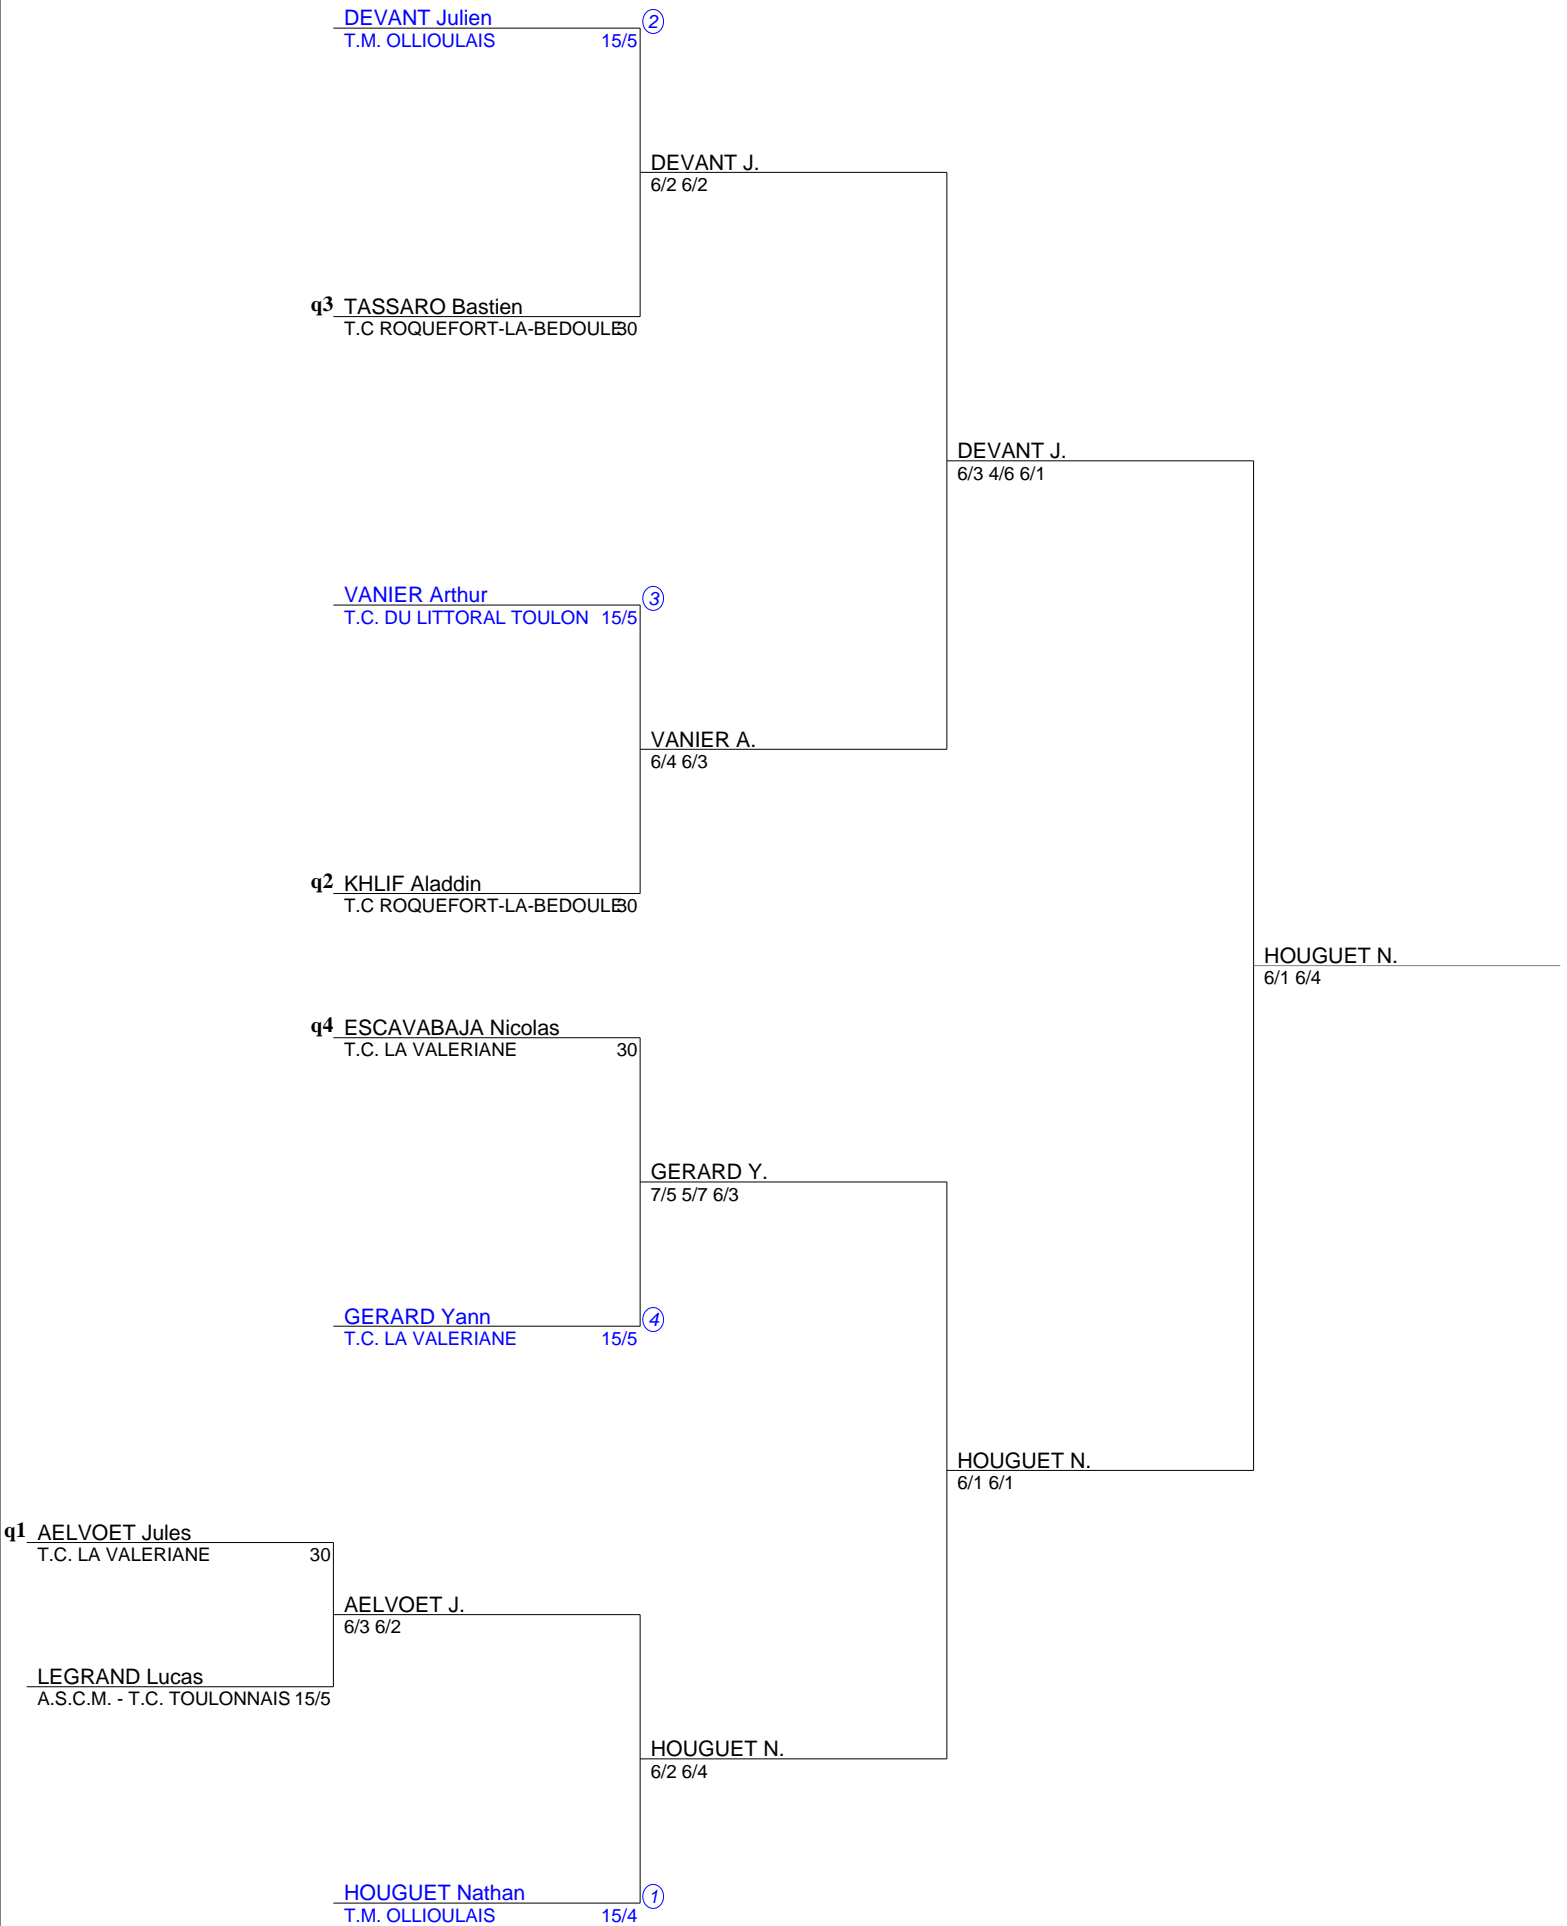 DEVANT Julien 2
T.M. OLLIOULAIS 15/5
DEVANT J.
6/2 6/2
q3 TASSARO Bastien
T.C ROQUEFORT-LA-BEDOULE 30
DEVANT J.
6/3 4/6 6/1
VANIER Arthur 3
T.C. DU LITTORAL TOULON 15/5
VANIER A.
6/4 6/3
q2 KHLIF Aladdin
T.C ROQUEFORT-LA-BEDOULE 30
HOUGUET N.
6/1 6/4
q4 ESCAVABAJA Nicolas
T.C. LA VALERIANE 30
GERARD Y.
7/5 5/7 6/3
GERARD Yann 4
T.C. LA VALERIANE 15/5
HOUGUET N.
6/1 6/1
q1 AELVOET Jules
T.C. LA VALERIANE 30
AELVOET J.
6/3 6/2
LEGRAND Lucas
A.S.C.M. - T.C. TOULONNAIS 15/5
HOUGUET N.
6/2 6/4
HOUGUET Nathan 1
T.M. OLLIOULAIS 15/4